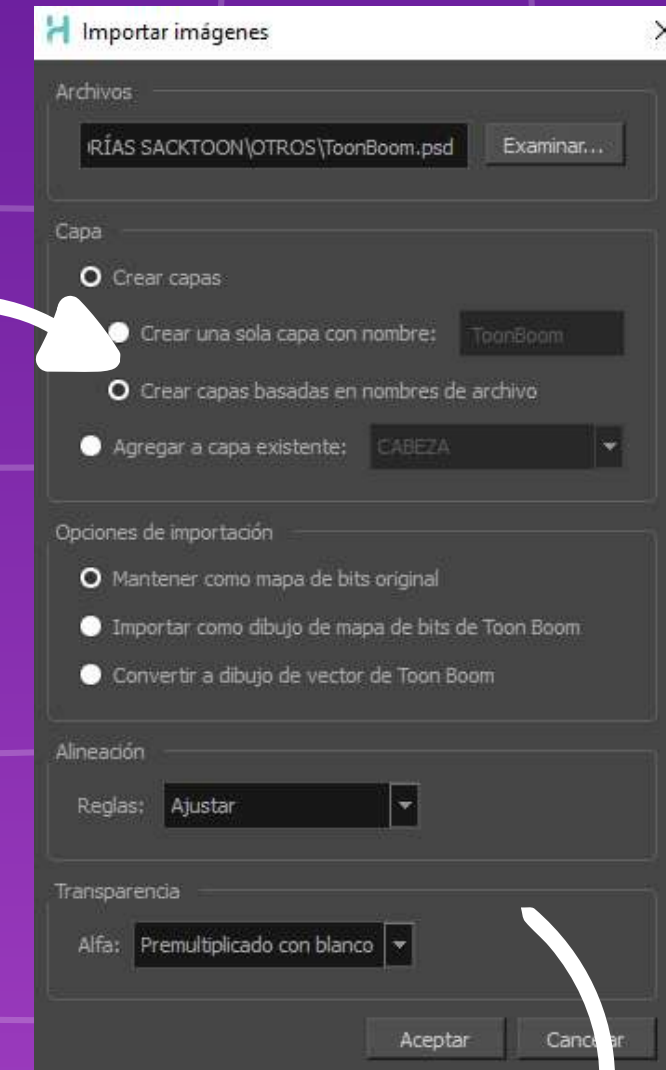 Importar imágenes
Archivos
RÍAS SACKTOON\OTROS\ToonBoom.psd
Examinar...
Capa
Crear capas
Crear una sola capa con nombre: ToonBoom
Crear capas basadas en nombres de archivo
Agregar a capa existente: CABEZA
Opciones de importación
Mantener como mapa de bits original
Importar como dibujo de mapa de bits de Toon Boom
Convertir a dibujo de vector de Toon Boom
Alineación
Reglas: Ajustar
Transparencia
Alfa: Premultiplicado con blanco
Aceptar Cancelar